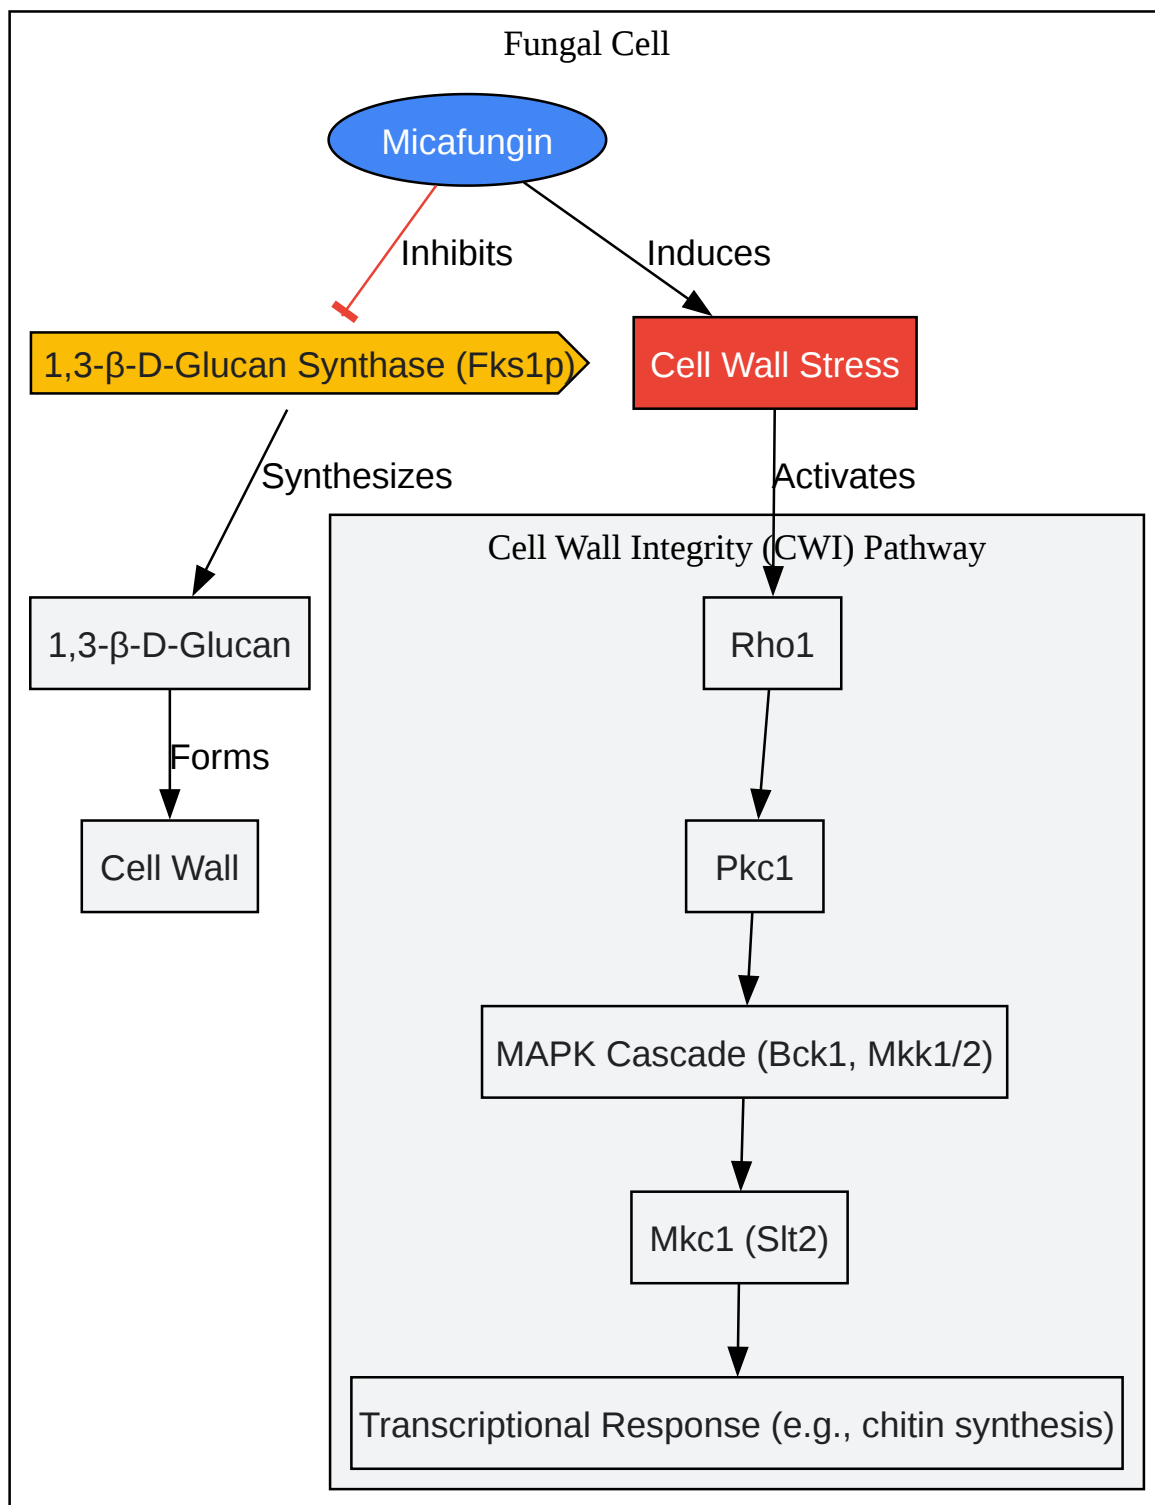 Fungal Cell
Micafungin
Inhibits
Induces
1,3-β-D-Glucan Synthase (Fks1p)
Cell Wall Stress
Synthesizes
Activates
Cell Wall Integrity (CWI) Pathway
1,3-β-D-Glucan
Rho1
Forms
Cell Wall
Pkc1
MAPK Cascade (Bck1, Mkk1/2)
Mkc1 (Slt2)
Transcriptional Response (e.g., chitin synthesis)